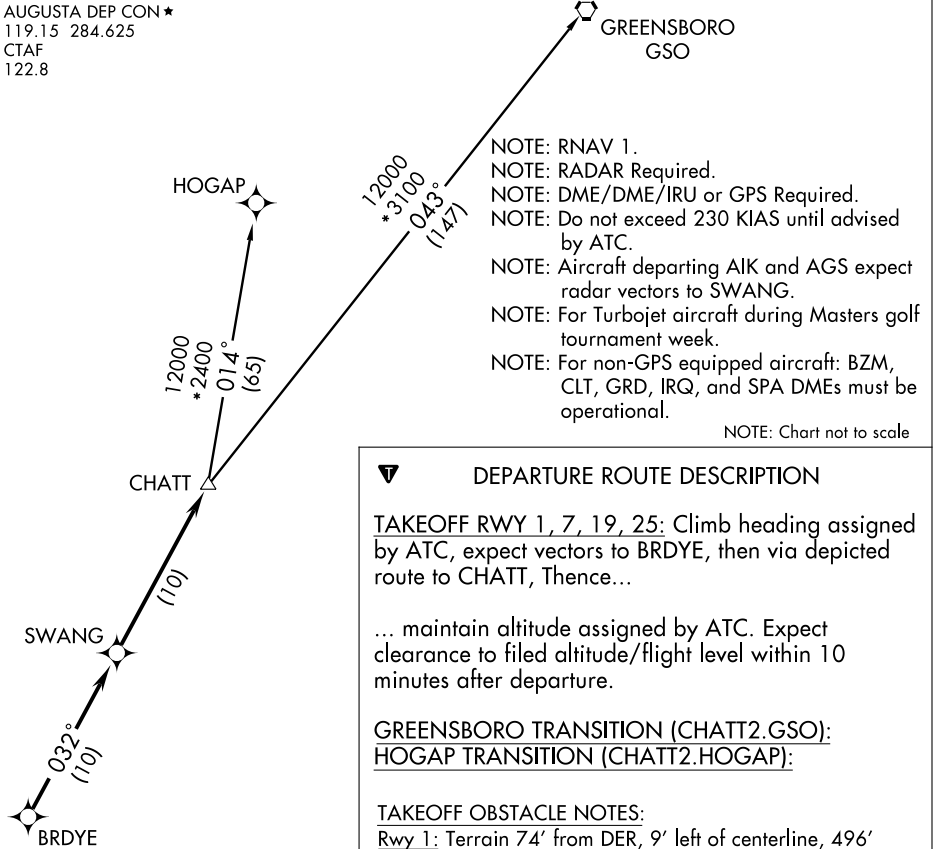 AUGUSTA DEP CON ★
119.15 284.625
CTAF
122.8
GREENSBORO
GSO
12000
*3100
043°
(147)
HOGAP
12000
*2400
014°
(65)
NOTE: RNAV 1.
NOTE: RADAR Required.
NOTE: DME/DME/IRU or GPS Required.
NOTE: Do not exceed 230 KIAS until advised
by ATC.
NOTE: Aircraft departing AIK and AGS expect
radar vectors to SWANG.
NOTE: For Turbojet aircraft during Masters golf
tournament week.
NOTE: For non-GPS equipped aircraft: BZM,
CLT, GRD, IRQ, and SPA DMEs must be
operational.
NOTE: Chart not to scale
CHATT
(10)
SWANG
032°
(10)
BRDYE
T
DEPARTURE ROUTE DESCRIPTION
TAKEOFF RWY 1, 7, 19, 25: Climb heading assigned
by ATC, expect vectors to BRDYE, then via depicted
route to CHATT, Thence...
... maintain altitude assigned by ATC. Expect
clearance to filed altitude/flight level within 10
minutes after departure.
GREENSBORO TRANSITION (CHATT2.GSO):
HOGAP TRANSITION (CHATT2.HOGAP):
TAKEOFF OBSTACLE NOTES:
Rwy 1: Terrain 74' from DER, 9' left of centerline, 496'